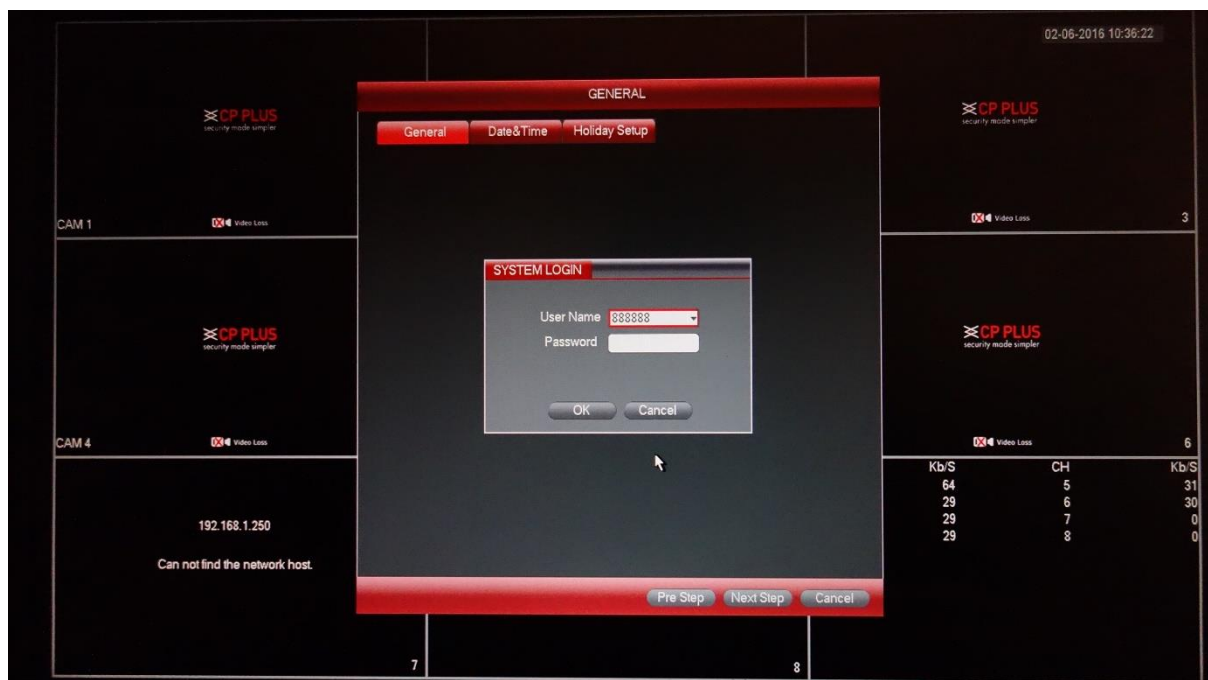 02-06-2016 10:36:22
GENERAL
General Date&Time Holiday Setup
CP PLUS
security made simpler
CP PLUS
security made simpler
CAM 1
Video Loss
Video Loss
3
SYSTEM LOGIN
User Name 888888
Password
OK Cancel
CP PLUS
security made simpler
CP PLUS
security made simpler
CAM 4
Video Loss
Video Loss
6
Kb/S CH Kb/S
64 5 31
29 6 30
29 7 0
29 8 0
192.168.1.250
Can not find the network host.
Pre Step Next Step Cancel
7
8